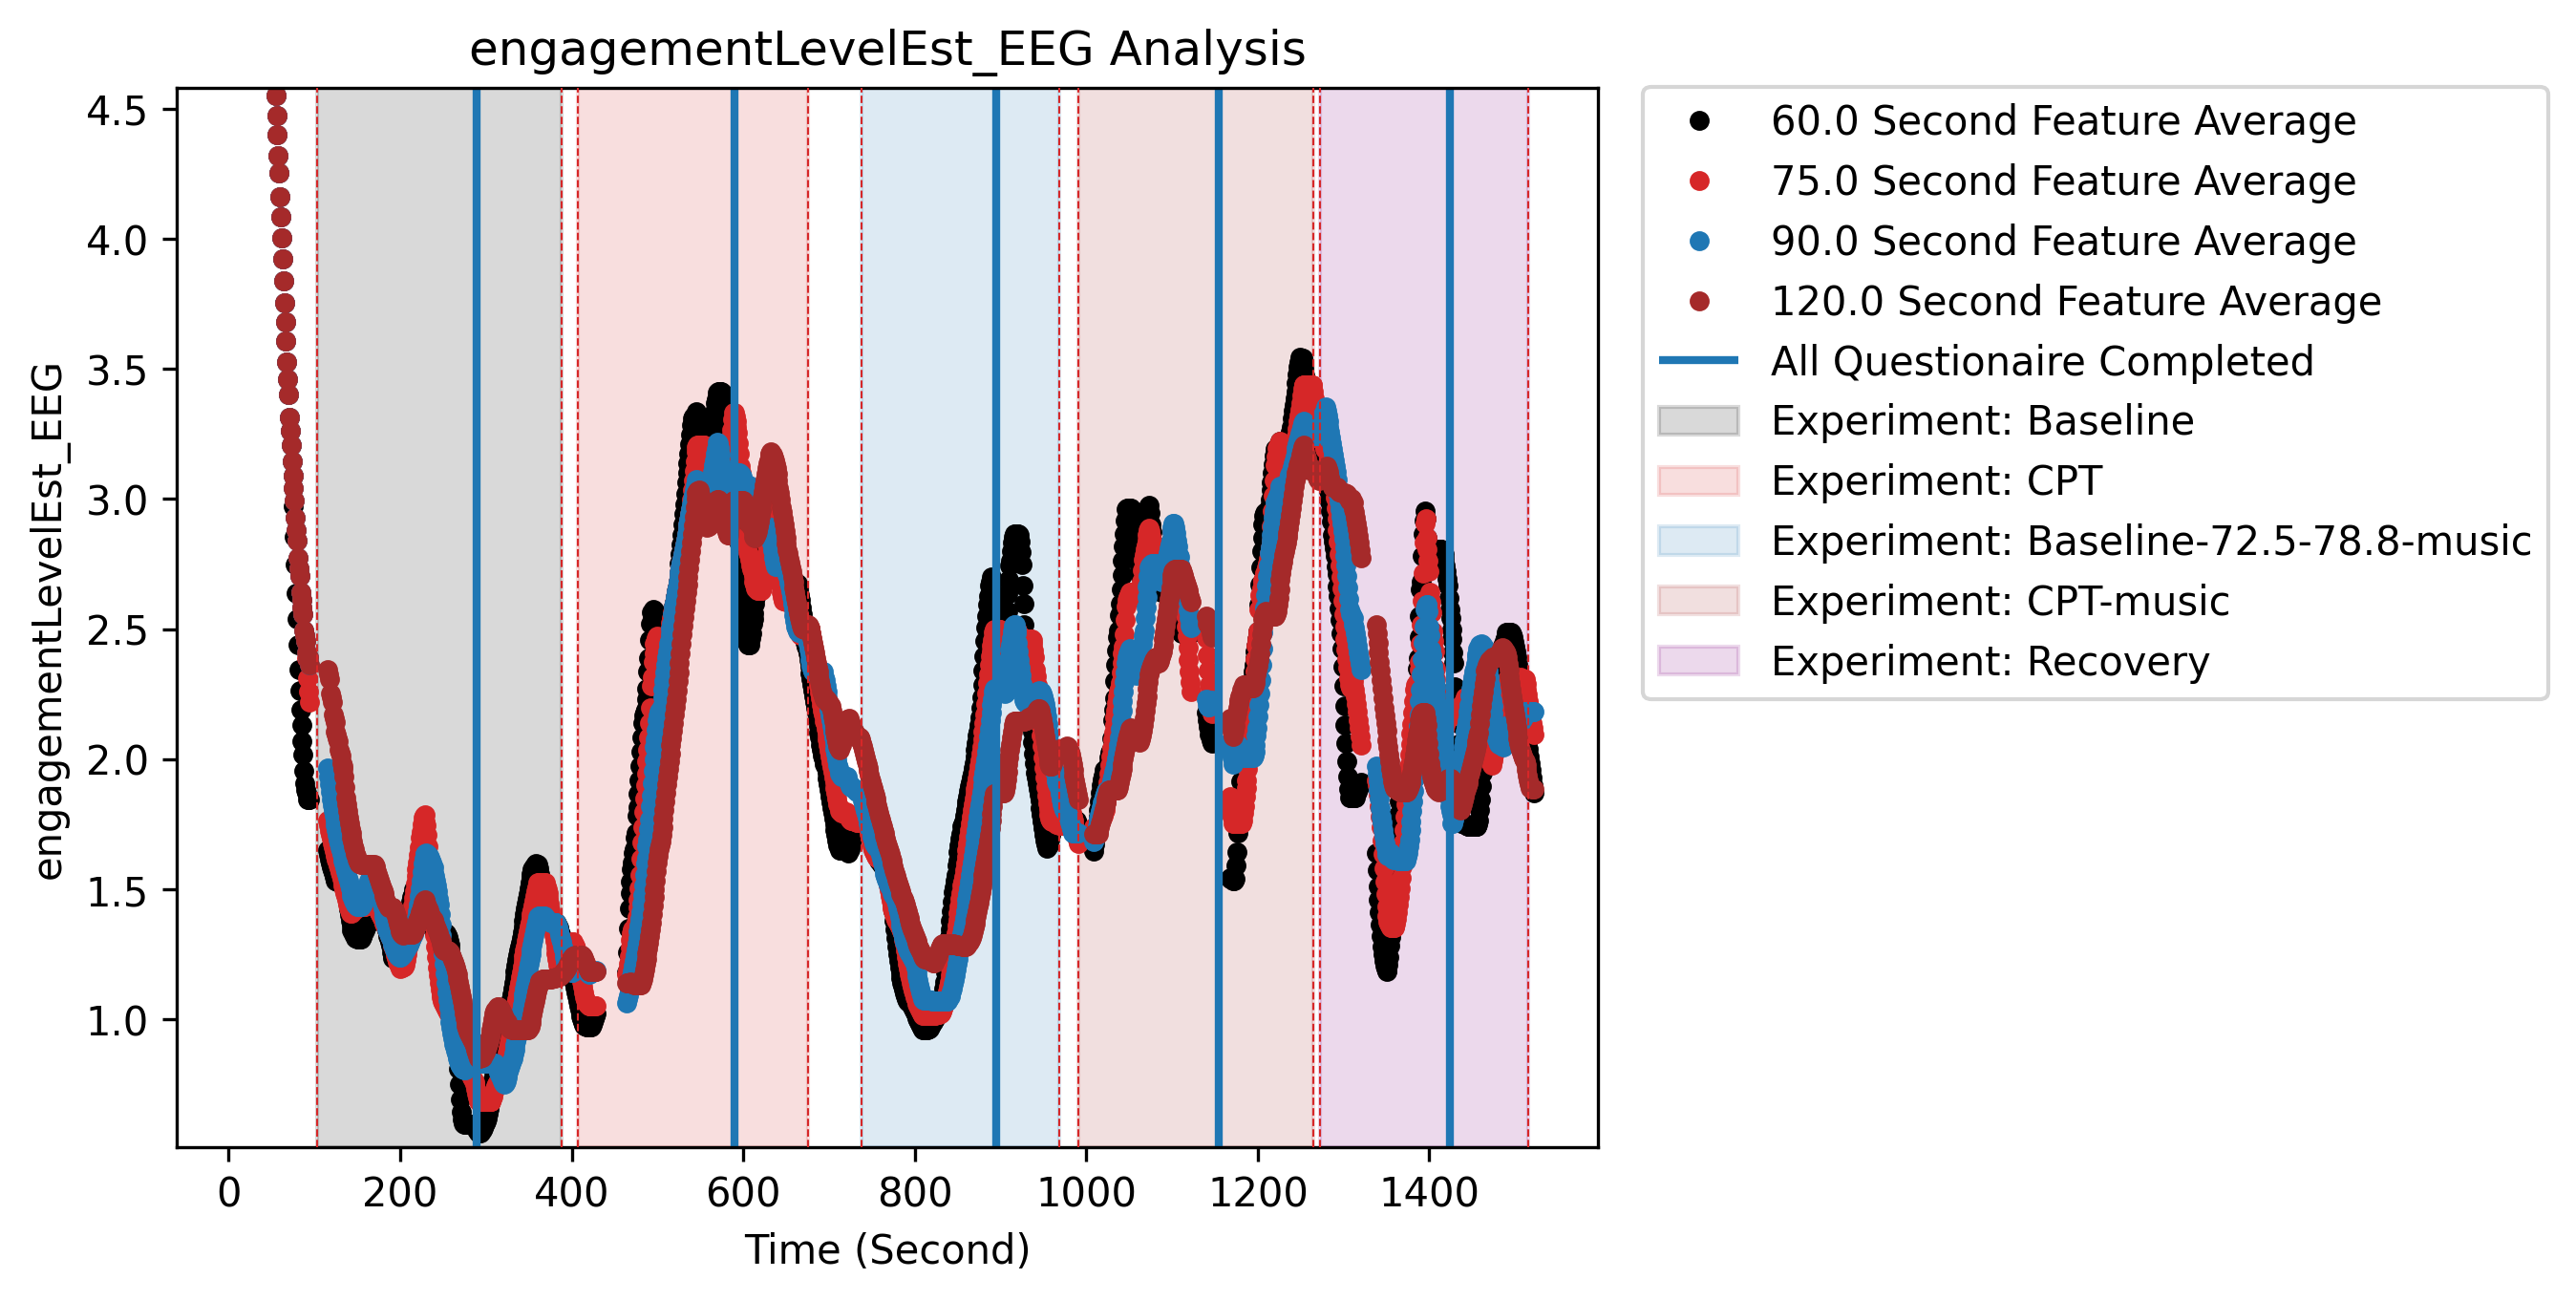 engagementLevelEst_EEG Analysis
engagementLevelEst_EEG
4.5
4.0
3.5
3.0
2.5
2.0
1.5
1.0
0 200 400 600 800 1000 1200 1400
Time (Second)
60.0 Second Feature Average
75.0 Second Feature Average
90.0 Second Feature Average
120.0 Second Feature Average
All Questionaire Completed
Experiment: Baseline
Experiment: CPT
Experiment: Baseline-72.5-78.8-music
Experiment: CPT-music
Experiment: Recovery